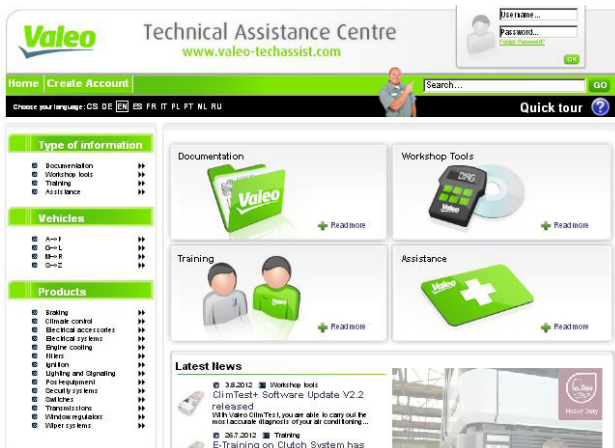 Valeo
Technical Assistance Centre
www.valeo-techassist.com
Username...
Password...
Forgot Password?
OK
Home Create Account
Search...
GO
Choose your language: CS DE EN ES FR IT PL PT NL RU
Quick tour ?
Type of information
Documentation
Workshop tools
Training
Assistance
Vehicles
A->F
G->L
M->R
S->Z
Products
Braking
Climate control
Electrical accessories
Electrical systems
Engine cooling
Filters
Ignition
Lighting and Signaling
Post equipment
Security systems
Switches
Transmissions
Window regulators
Wiper systems
Documentation
Valeo
Read more
Workshop Tools
DIAG
Valeo
Read more
Training
Read more
Assistance
Valeo
Read more
Latest News
3.8.2012 Workshop tools
ClimTest+ Software Update V2.2
released
With Valeo ClimTest, you are able to carry out the
most accurate diagnosis of your air conditioning...
26.7.2012 Training
E-Training on Clutch System has
Heavy Duty